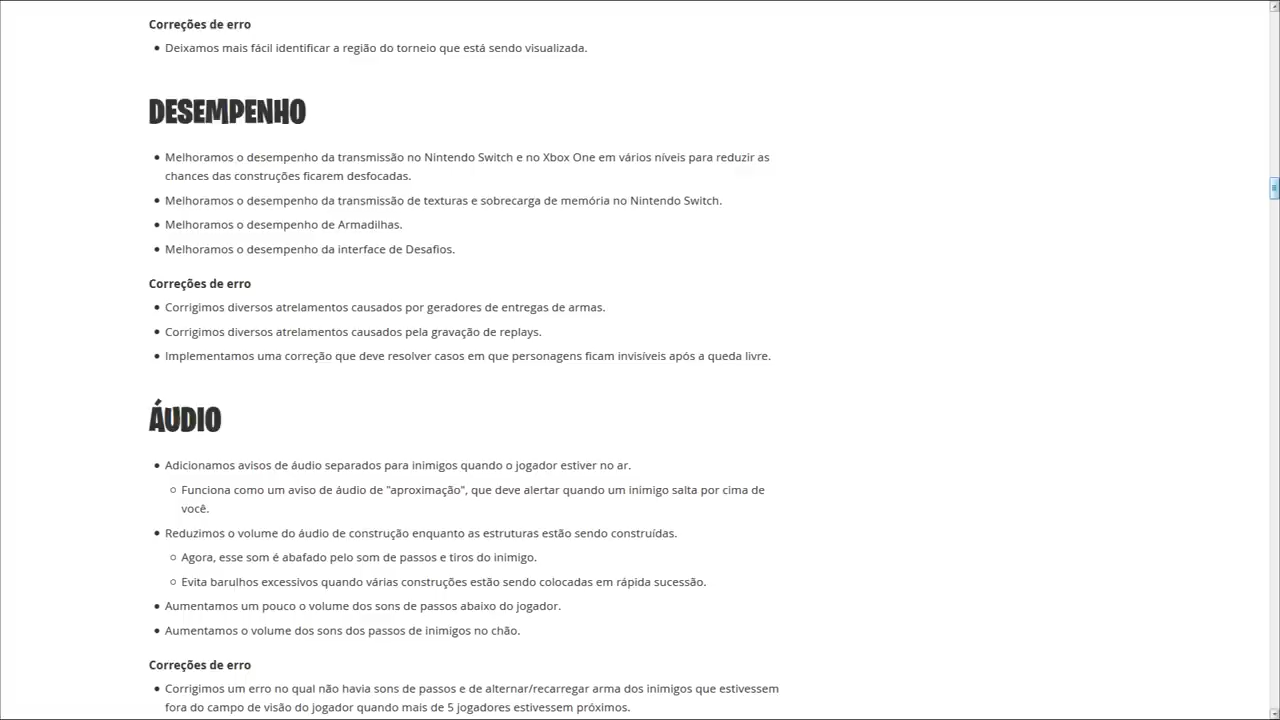 Correções de erro
• Deixamos mais fácil identificar a região do torneio que está sendo visualizada.
DESEMPENHO
• Melhoramos o desempenho da transmissão no Nintendo Switch e no Xbox One em vários níveis para reduzir as
chances das construções ficarem desfocadas.
• Melhoramos o desempenho da transmissão de texturas e sobrecarga de memória no Nintendo Switch.
• Melhoramos o desempenho de Armadilhas.
• Melhoramos o desempenho da interface de Desafios.
Correções de erro
• Corrigimos diversos atrelamentos causados por geradores de entregas de armas.
• Corrigimos diversos atrelamentos causados pela gravação de replays.
• Implementamos uma correção que deve resolver casos em que personagens ficam invisíveis após a queda livre.
ÁUDIO
• Adicionamos avisos de áudio separados para inimigos quando o jogador estiver no ar.
○ Funciona como um aviso de áudio de "aproximação", que deve alertar quando um inimigo salta por cima de
você.
• Reduzimos o volume do áudio de construção enquanto as estruturas estão sendo construídas.
○ Agora, esse som é abafado pelo som de passos e tiros do inimigo.
○ Evita barulhos excessivos quando várias construções estão sendo colocadas em rápida sucessão.
• Aumentamos um pouco o volume dos sons de passos abaixo do jogador.
• Aumentamos o volume dos sons dos passos de inimigos no chão.
Correções de erro
• Corrigimos um erro no qual não havia sons de passos e de alternar/recarregar arma dos inimigos que estivessem
fora do campo de visão do jogador quando mais de 5 jogadores estivessem próximos.